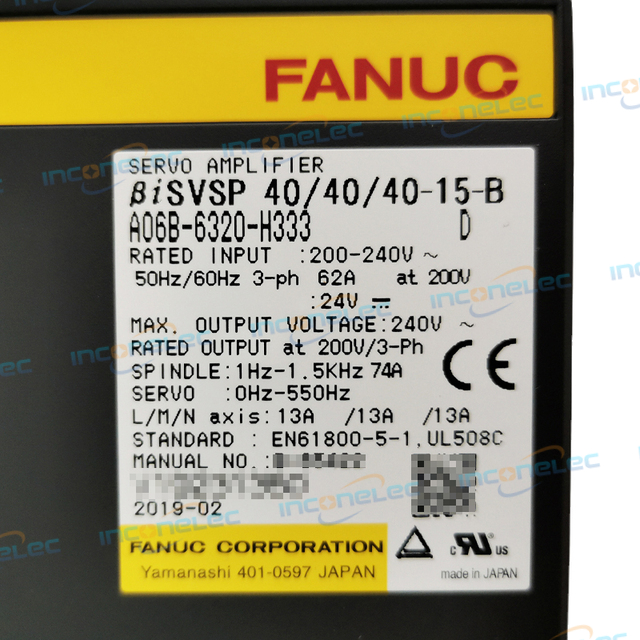 FANUC
SERVO AMPLIFIER
βiSVSP 40/40/40-15-B
A06B-6320-H333 D
RATED INPUT :200-240V ~
50Hz/60Hz 3-ph 62A at 200V
:24V ⎓
MAX. OUTPUT VOLTAGE:240V ~
RATED OUTPUT at 200V/3-Ph
SPINDLE:1Hz-1.5KHz 74A
SERVO :0Hz-550Hz
L/M/N axis:13A /13A /13A
STANDARD : EN61800-5-1,UL508C
MANUAL NO.:
2019-02
CE
FANUC CORPORATION
Yamanashi 401-0597 JAPAN
c RU US
made in JAPAN
inconelec